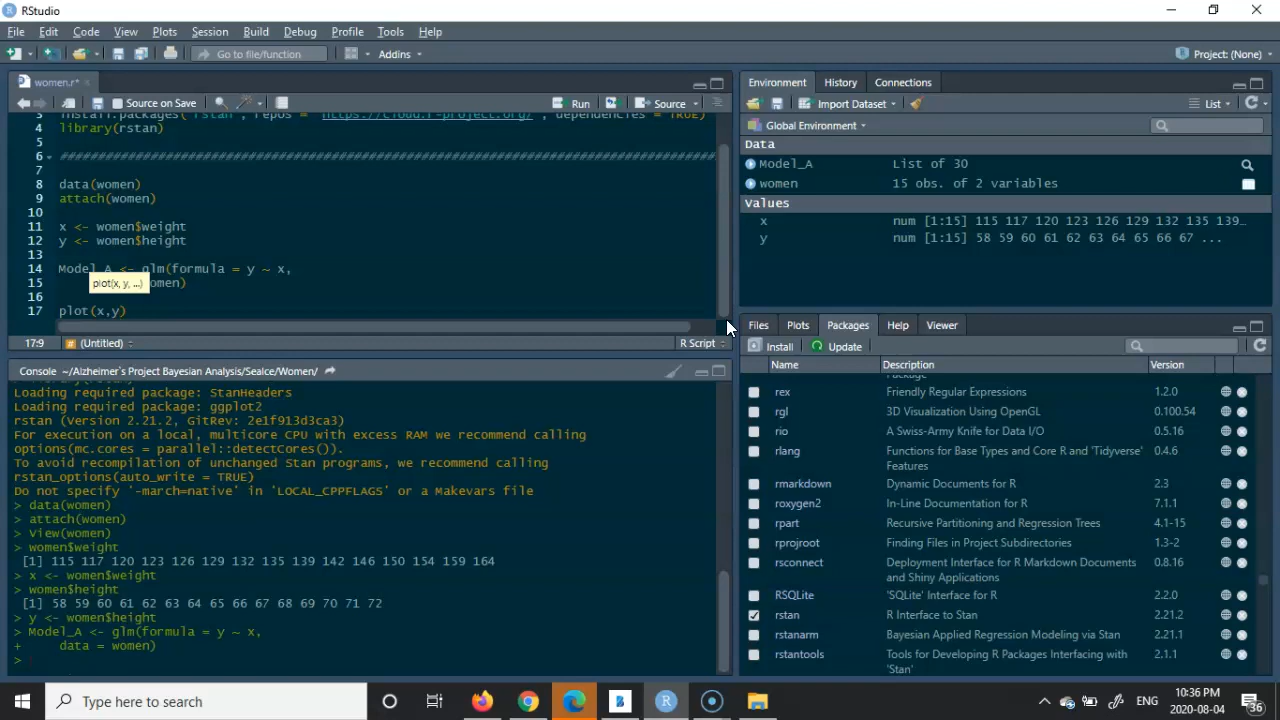 RStudio
File Edit Code View Plots Session Build Debug Profile Tools Help
Go to file/function Addins Project: (None)
women.r*
Source on Save Run Source
3 install.packages("rstan", repos = "https://cloud.r-project.org/", dependencies = TRUE)
4 library(rstan)
5
6 ################################################################################
7
8 data(women)
9 attach(women)
10
11 x <- women$weight
12 y <- women$height
13
14 Model_A <- glm(formula = y ~ x,
15 omen)
plot(x, y, ...)
16
17 plot(x,y)
17:9 (Untitled) R Script
Console ~/Alzheimer's Project Bayesian Analysis/Sealce/Women/
Loading required package: StanHeaders
Loading required package: ggplot2
rstan (Version 2.21.2, GitRev: 2e1f913d3ca3)
For execution on a local, multicore CPU with excess RAM we recommend calling
options(mc.cores = parallel::detectCores()).
To avoid recompilation of unchanged Stan programs, we recommend calling
rstan_options(auto_write = TRUE)
Do not specify '-march=native' in 'LOCAL_CPPFLAGS' or a Makevars file
> data(women)
> attach(women)
> View(women)
> women$weight
[1] 115 117 120 123 126 129 132 135 139 142 146 150 154 159 164
> x <- women$weight
> women$height
[1] 58 59 60 61 62 63 64 65 66 67 68 69 70 71 72
> y <- women$height
> Model_A <- glm(formula = y ~ x,
+ data = women)
>
Environment History Connections
Import Dataset List
Global Environment
Data
Model_A List of 30
women 15 obs. of 2 variables
Values
x num [1:15] 115 117 120 123 126 129 132 135 139...
y num [1:15] 58 59 60 61 62 63 64 65 66 67 ...
Files Plots Packages Help Viewer
Install Update
Name Description Version
Package
rex Friendly Regular Expressions 1.2.0
rgl 3D Visualization Using OpenGL 0.100.54
rio A Swiss-Army Knife for Data I/O 0.5.16
rlang Functions for Base Types and Core R and 'Tidyverse' 0.4.6
Features
rmarkdown Dynamic Documents for R 2.3
roxygen2 In-Line Documentation for R 7.1.1
rpart Recursive Partitioning and Regression Trees 4.1-15
rprojroot Finding Files in Project Subdirectories 1.3-2
rsconnect Deployment Interface for R Markdown Documents 0.8.16
and Shiny Applications
RSQLite 'SQLite' Interface for R 2.2.0
rstan R Interface to Stan 2.21.2
rstanarm Bayesian Applied Regression Modeling via Stan 2.21.1
rstantools Tools for Developing R Packages Interfacing with 2.1.1
'Stan'
Type here to search
ENG 10:36 PM
2020-08-04 36